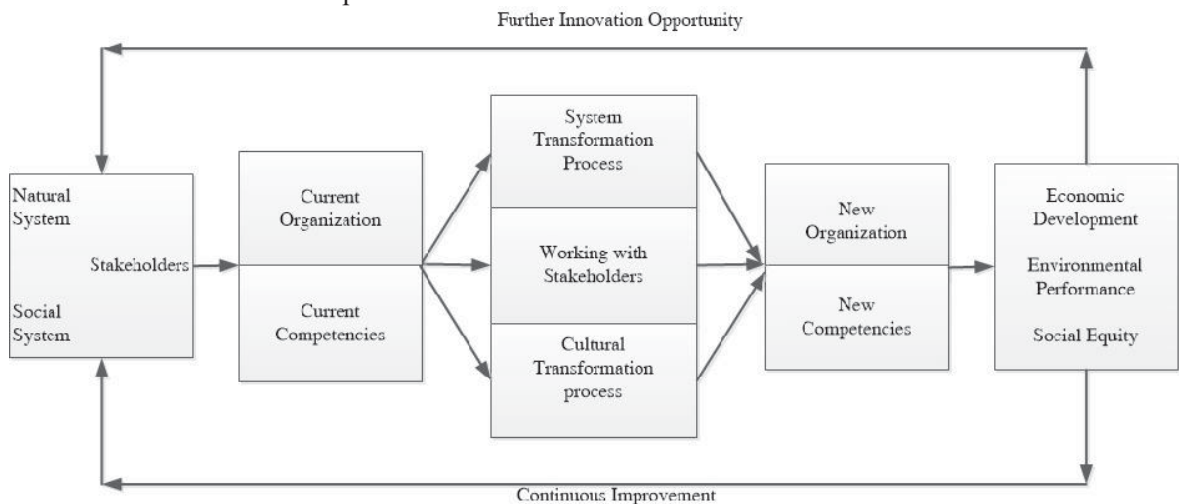 Further Innovation Opportunity
System
Transformation
Process
Natural
System
Stakeholders
Social
System
Current
Organization
Current
Competencies
Working with
Stakeholders
Cultural
Transformation
process
New
Organization
New
Competencies
Economic
Development
Environmental
Performance
Social Equity
Continuous Improvement